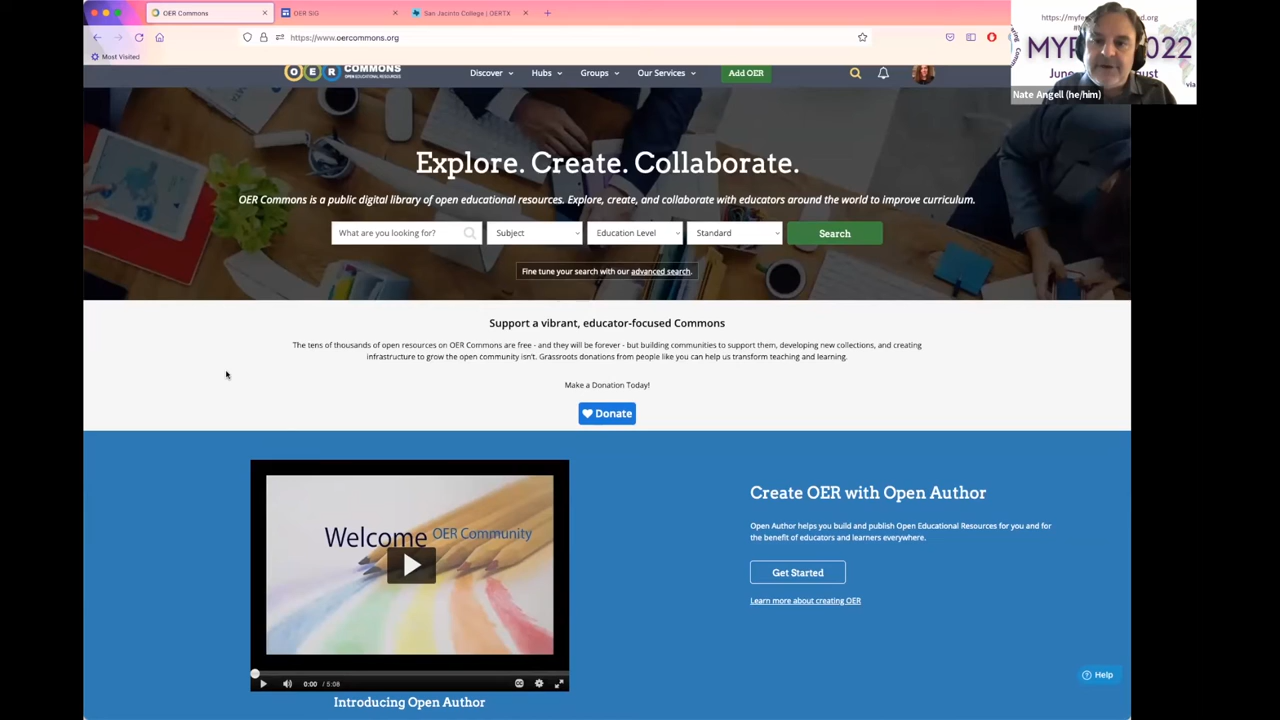 OER Commons
OER SIG
San Jacinto College | OERTX
https://www.oercommons.org
Most Visited
OER COMMONS
OPEN EDUCATIONAL RESOURCES
Discover
Hubs
Groups
Our Services
Add OER
2022
June
via
Nate Angell (he/him)
Explore. Create. Collaborate.
OER Commons is a public digital library of open educational resources. Explore, create, and collaborate with educators around the world to improve curriculum.
What are you looking for?
Subject
Education Level
Standard
Search
Fine tune your search with our advanced search.
Support a vibrant, educator-focused Commons
The tens of thousands of open resources on OER Commons are free - and they will be forever - but building communities to support them, developing new collections, and creating
infrastructure to grow the open community isn't. Grassroots donations from people like you can help us transform teaching and learning.
Make a Donation Today!
Donate
Welcome OER Community
0:00 / 5:08
Introducing Open Author
Create OER with Open Author
Open Author helps you build and publish Open Educational Resources for you and for
the benefit of educators and learners everywhere.
Get Started
Learn more about creating OER
Help